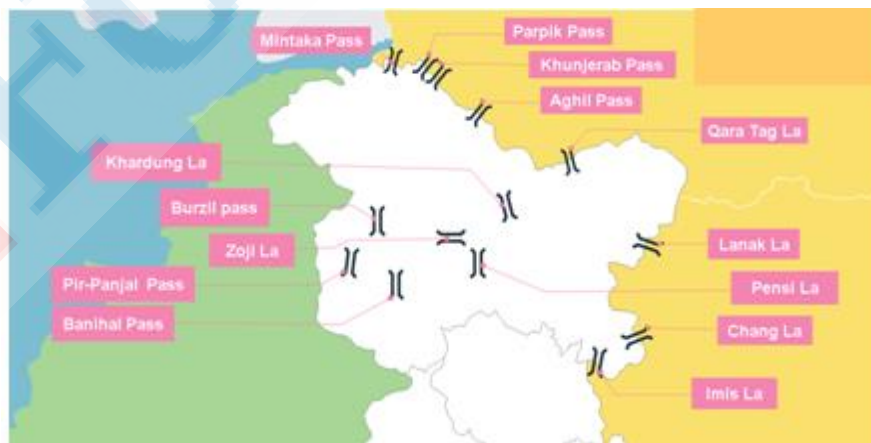 Mintaka Pass
Parpik Pass
Khunjerab Pass
Aghil Pass
Qara Tag La
Khardung La
Burzil pass
Zoji La
Lanak La
Pir-Panjal Pass
Pensi La
Banihal Pass
Chang La
Imis La